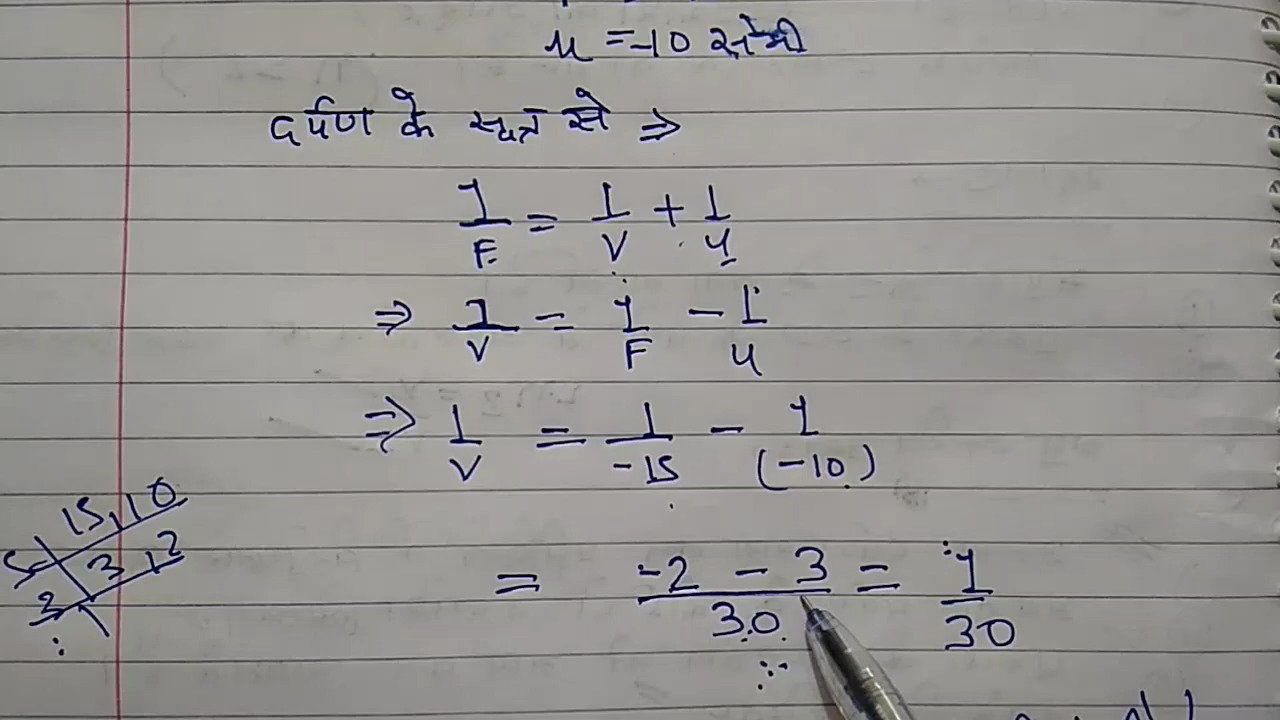 u = -10 सेमी
दर्पण के सूत्र से ⇒
1/F = 1/V + 1/u
⇒ 1/V = 1/F - 1/u
⇒ 1/V = 1/-15 - 1/(-10)
15, 10
5 3, 2
= -2 - 3/30 = 1/30